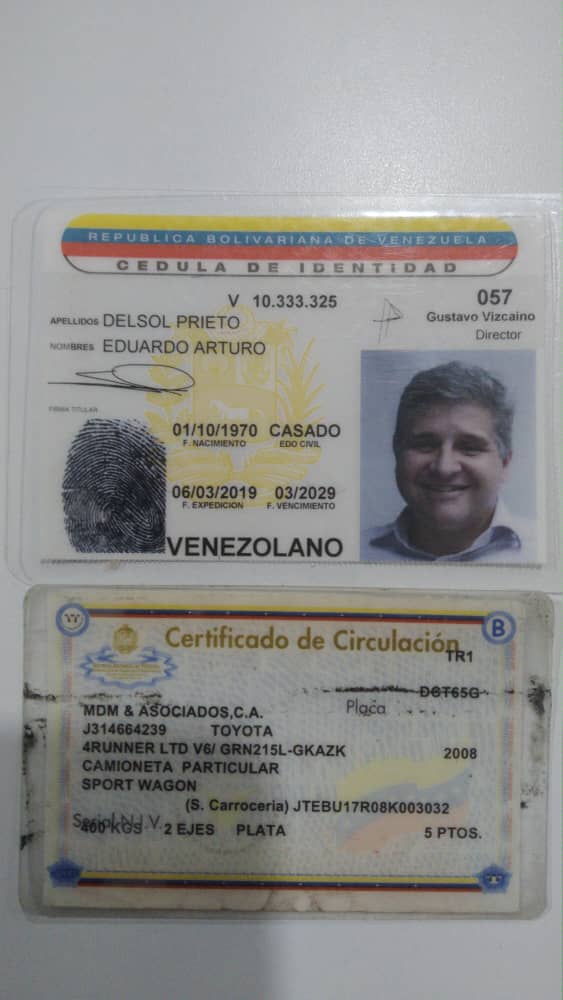 REPUBLICA BOLIVARIANA DE VENEZUELA
CEDULA DE IDENTIDAD
V 10.333.325
057
Gustavo Vizcaino
Director
APELLIDOS DELSOL PRIETO
NOMBRES EDUARDO ARTURO
FIRMA TITULAR
01/10/1970 CASADO
F. NACIMIENTO EDO CIVIL
06/03/2019 03/2029
F. EXPEDICION F. VENCIMIENTO
VENEZOLANO
B
Certificado de Circulación
TR1
Placa
MDM & ASOCIADOS,C.A.
J314664239 TOYOTA
4RUNNER LTD V6/ GRN215L-GKAZK 2008
CAMIONETA PARTICULAR
SPORT WAGON
(S. Carroceria) JTEBU17R08K003032
Serial N.I.V.
KGS 2 EJES PLATA 5 PTOS.